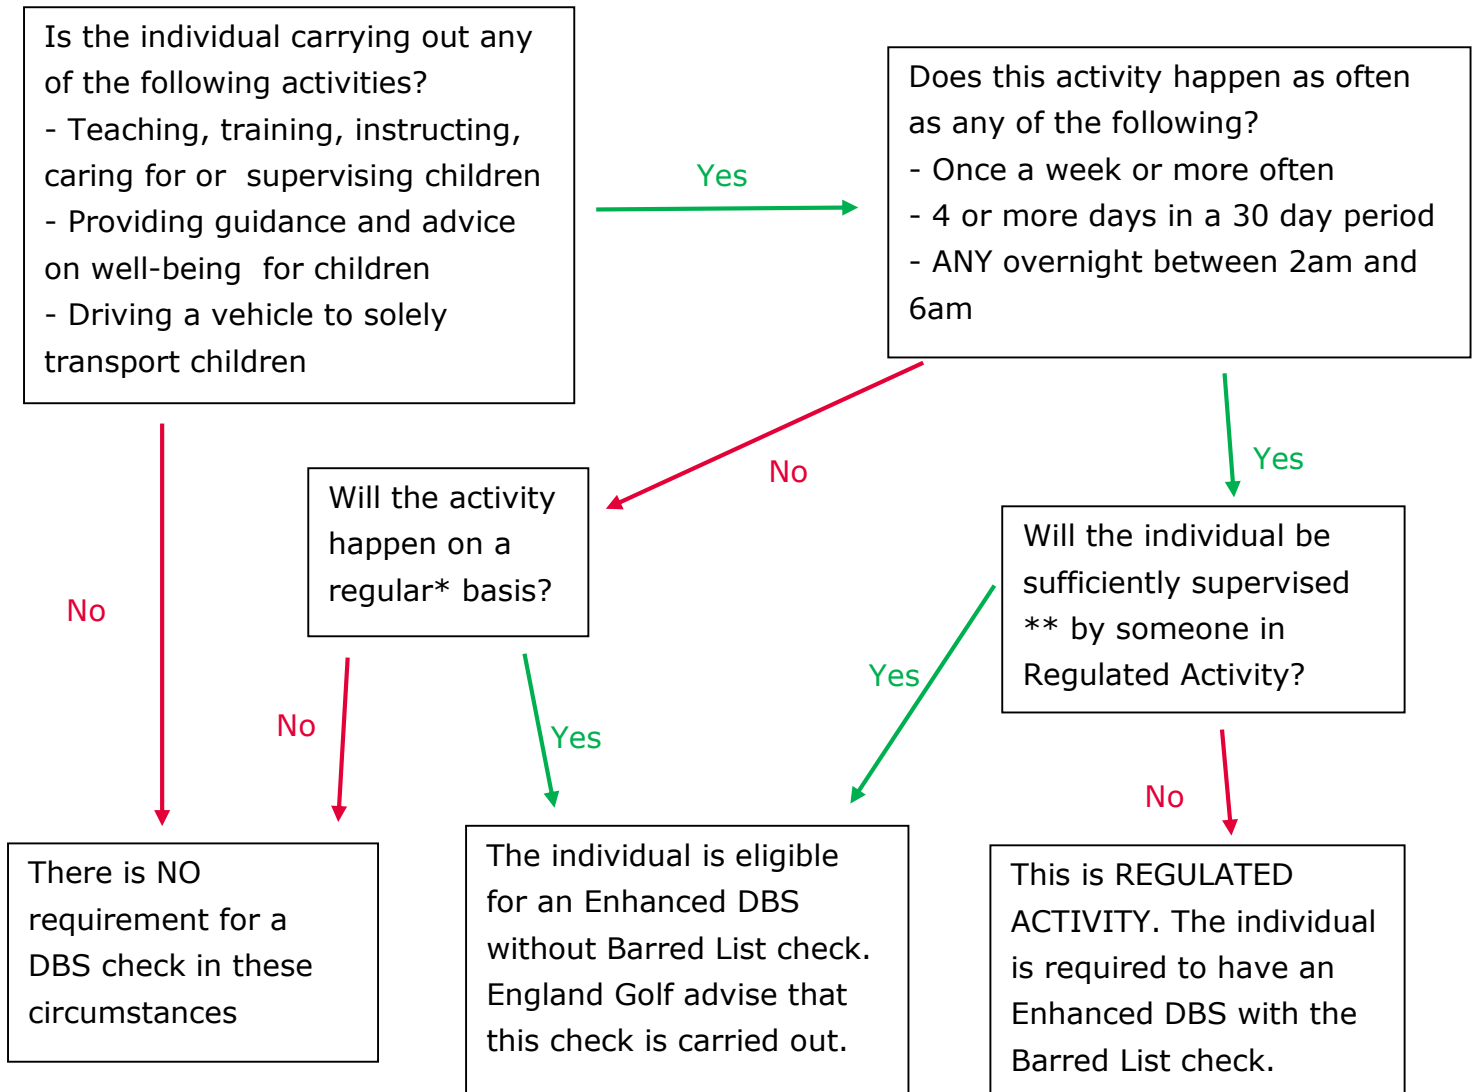 Is the individual carrying out any
of the following activities?
- Teaching, training, instructing,
caring for or  supervising children
- Providing guidance and advice
on well-being  for children
- Driving a vehicle to solely
transport children
Yes
Does this activity happen as often
as any of the following?
- Once a week or more often
- 4 or more days in a 30 day period
- ANY overnight between 2am and
6am
No
No
Yes
Will the activity
happen on a
regular* basis?
Will the individual be
sufficiently supervised
** by someone in
Regulated Activity?
No
Yes
Yes
No
There is NO
requirement for a
DBS check in these
circumstances
The individual is eligible
for an Enhanced DBS
without Barred List check.
England Golf advise that
this check is carried out.
This is REGULATED
ACTIVITY. The individual
is required to have an
Enhanced DBS with the
Barred List check.